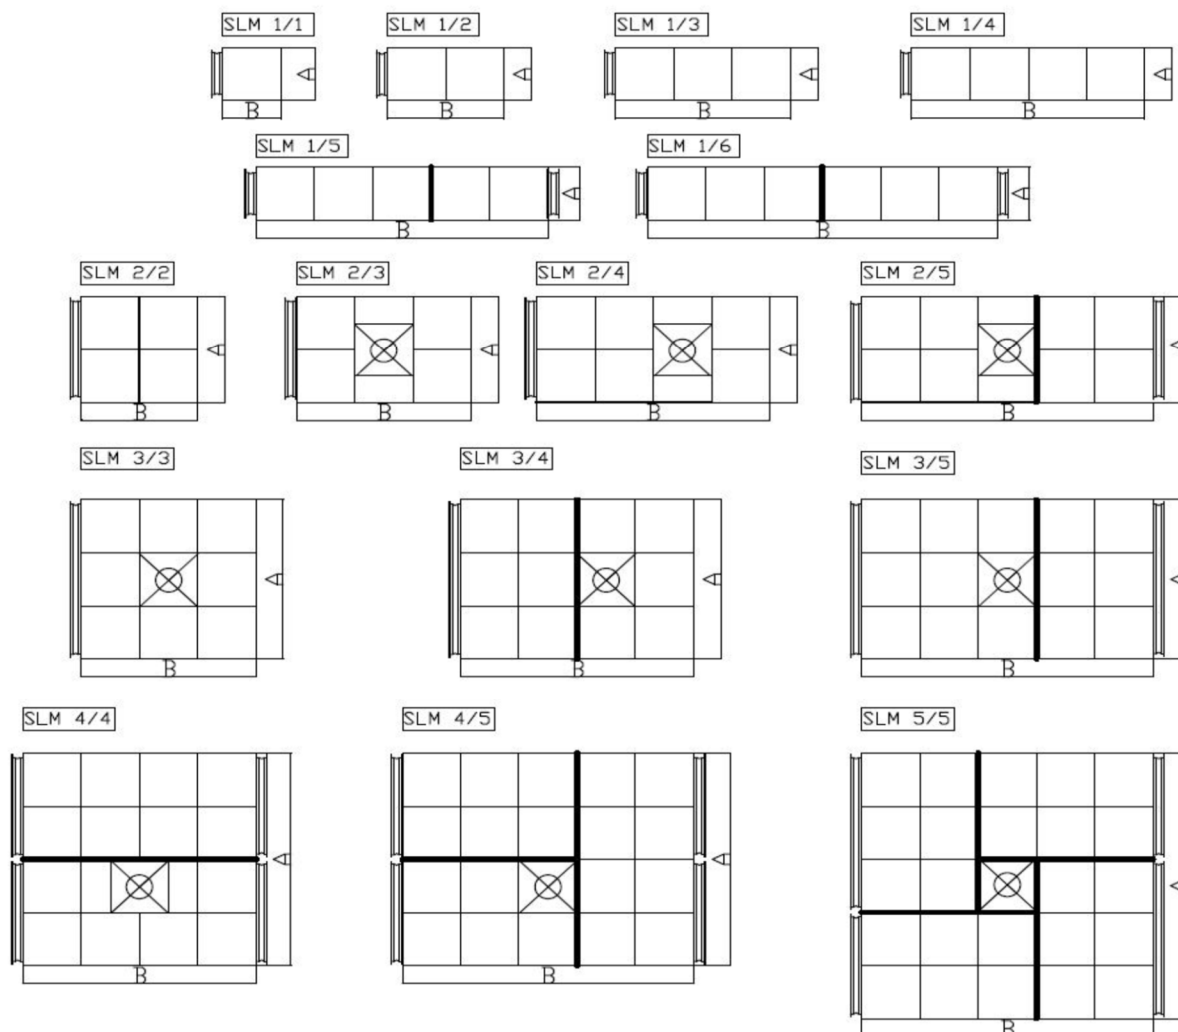 SLM 1/1 SLM 1/2 SLM 1/3 SLM 1/4
A A A A
B B B B
SLM 1/5 SLM 1/6
A A
B B
SLM 2/2 SLM 2/3 SLM 2/4 SLM 2/5
A A A A
B B B B
SLM 3/3 SLM 3/4 SLM 3/5
A A A
B B B
SLM 4/4 SLM 4/5 SLM 5/5
A A A
B B B